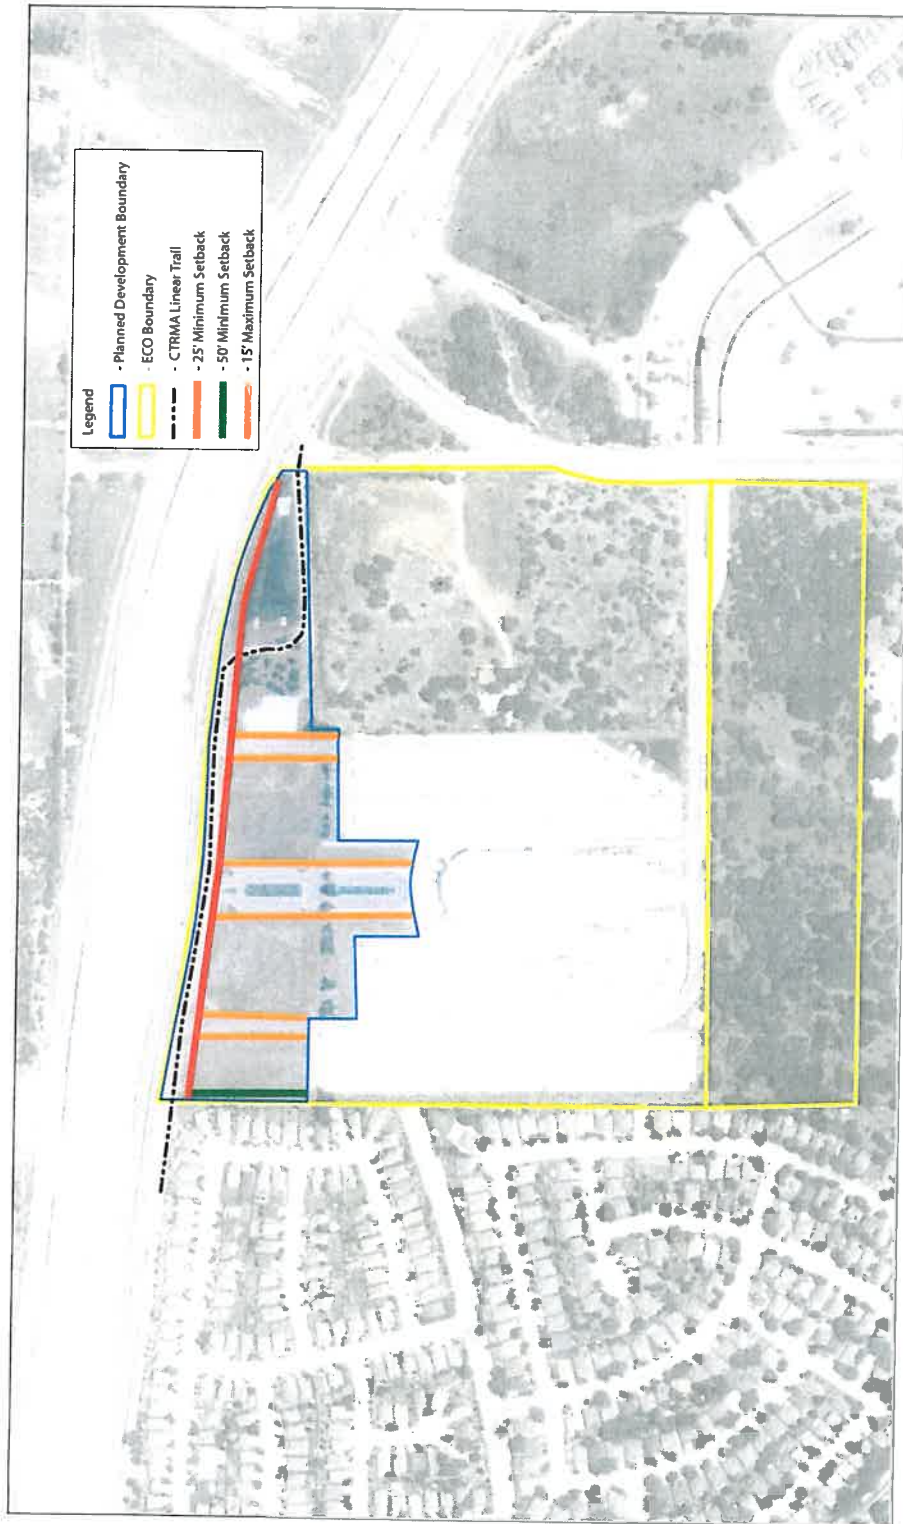 Legend
- Planned Development Boundary
- ECO Boundary
- CTRMA Linear Trail
- 25' Minimum Setback
- 50' Minimum Setback
- 15' Maximum Setback